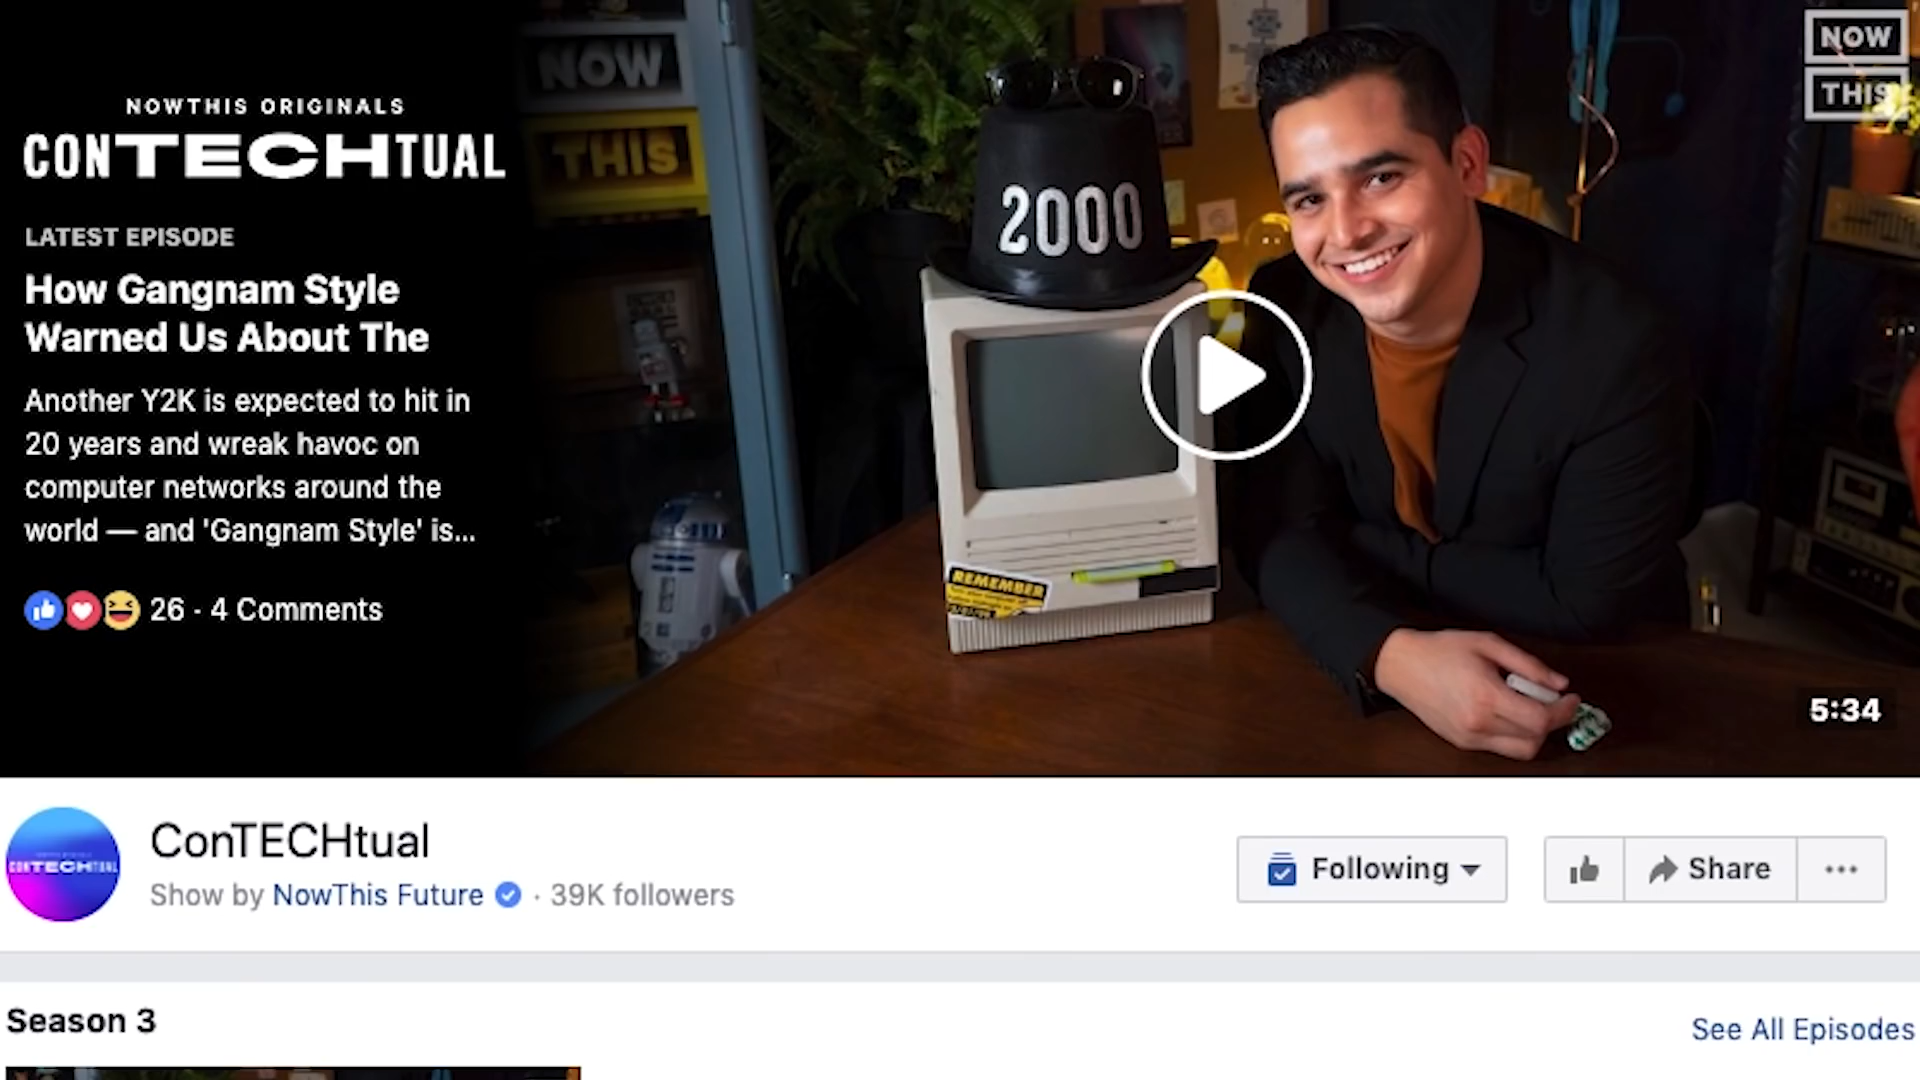 NOWTHIS ORIGINALS
CONTECHTUAL
LATEST EPISODE
How Gangnam Style
Warned Us About The
Another Y2K is expected to hit in
20 years and wreak havoc on
computer networks around the
world — and 'Gangnam Style' is...
26 · 4 Comments
NOW
THIS
2000
REMEMBER
NOW
THIS
5:34
CONTECHTUAL
ConTECHtual
Show by NowThis Future · 39K followers
Following
Share
Season 3
See All Episodes